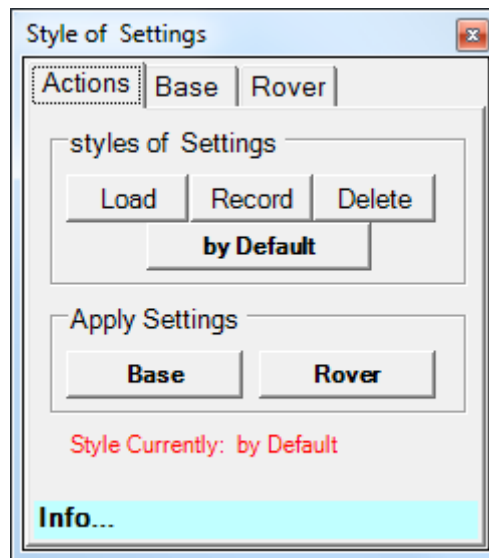 Style of Settings
Actions Base Rover
styles of Settings
Load Record Delete
by Default
Apply Settings
Base Rover
Style Currently: by Default
Info...